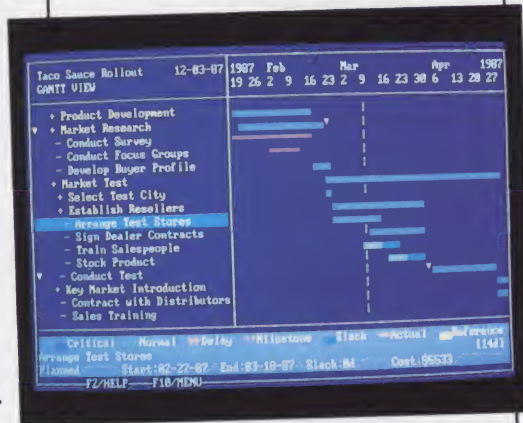 Taco Sauce Rollout 12-03-87
GANTT VIEW
1987 Feb Mar Apr 1987
19 26 2 9 16 23 2 9 16 23 30 6 13 20 27
+ Product Development
+ Market Research
- Conduct Survey
- Conduct Focus Groups
- Develop Buyer Profile
+ Market Test
+ Select Test City
+ Establish Resellers
- Arrange Test Stores
- Sign Dealer Contracts
- Train Salespeople
- Stock Product
- Conduct Test
+ Key Market Introduction
- Contract with Distributors
- Sales Training
Critical Normal Delay Milestone Slack Actual Reference
[14d]
Arrange Test Stores
Planned Start:02-27-87 End:03-18-87 Slack:0d Cost:$5533
F2/HELP F10/MENU